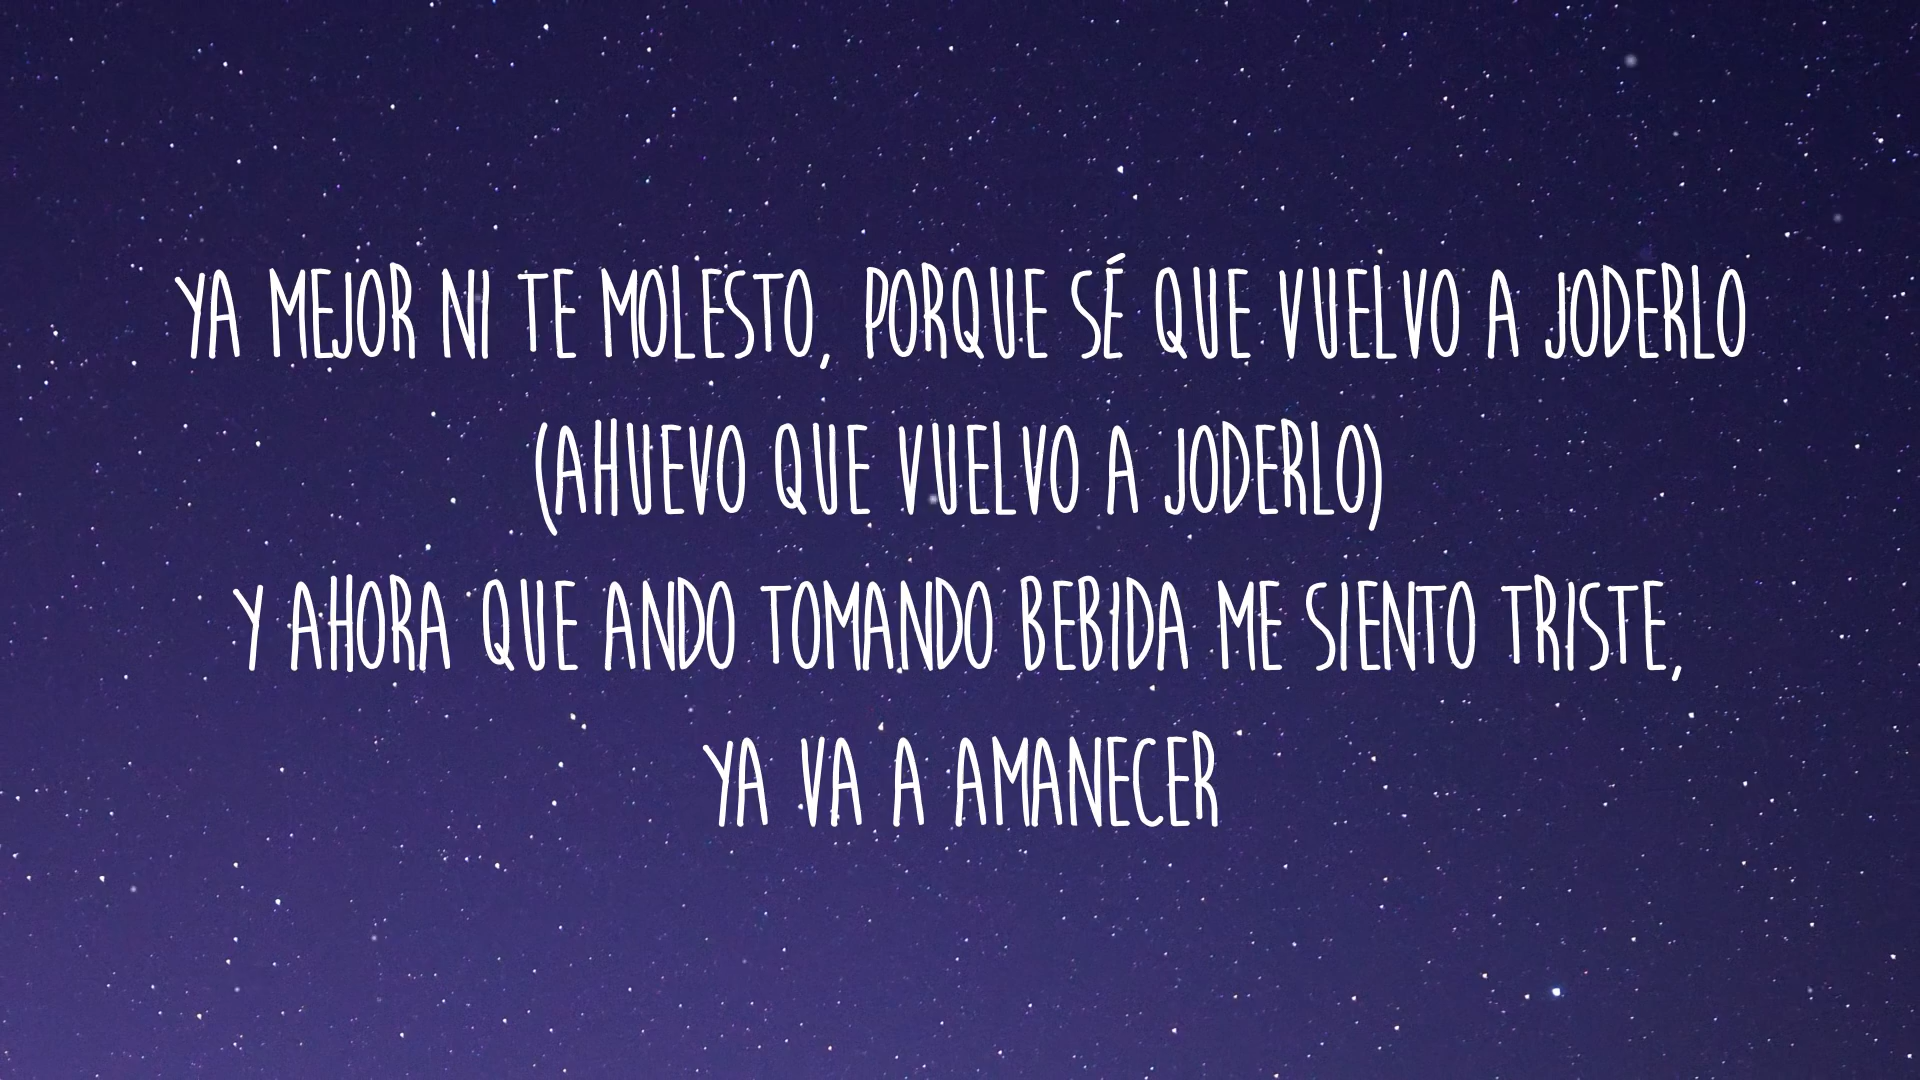 YA MEJOR NI TE MOLESTO, PORQUE SÉ QUE VUELVO A JODERLO
(AHUEVO QUE VUELVO A JODERLO)
Y AHORA QUE ANDO TOMANDO BEBIDA ME SIENTO TRISTE,
YA VA A AMANECER